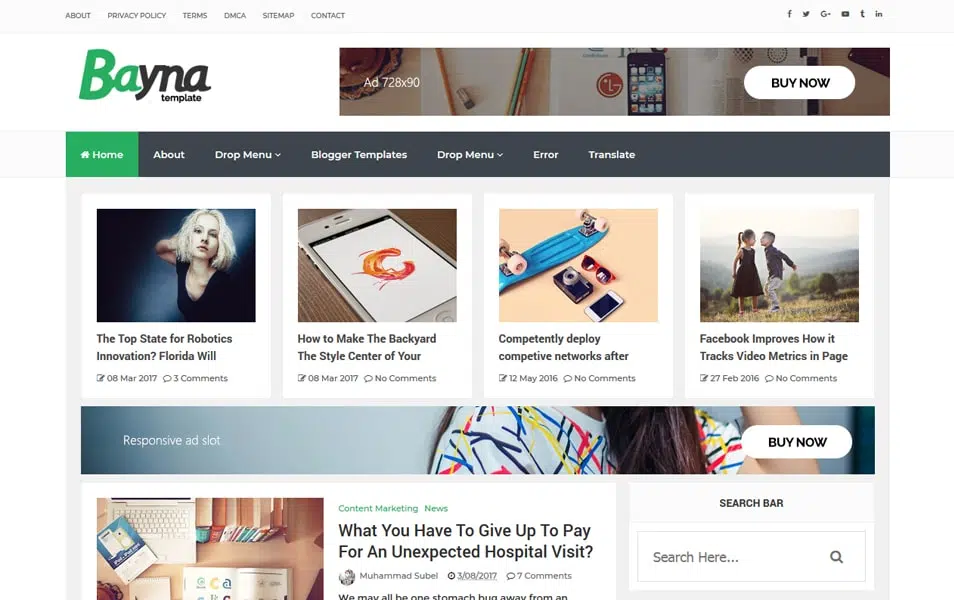 ABOUT PRIVACY POLICY TERMS DMCA SITEMAP CONTACT
Bayna
template
Ad 728x90
BUY NOW
Home About Drop Menu Blogger Templates Drop Menu Error Translate
The Top State for Robotics
Innovation? Florida Will
08 Mar 2017 3 Comments
How to Make The Backyard
The Style Center of Your
08 Mar 2017 No Comments
Competently deploy
competive networks after
12 May 2016 No Comments
Facebook Improves How it
Tracks Video Metrics in Page
27 Feb 2016 No Comments
Responsive ad slot
BUY NOW
Content Marketing News
What You Have To Give Up To Pay
For An Unexpected Hospital Visit?
Muhammad Subel 3/08/2017 7 Comments
We may all be one stomach bug away from an
SEARCH BAR
Search Here...